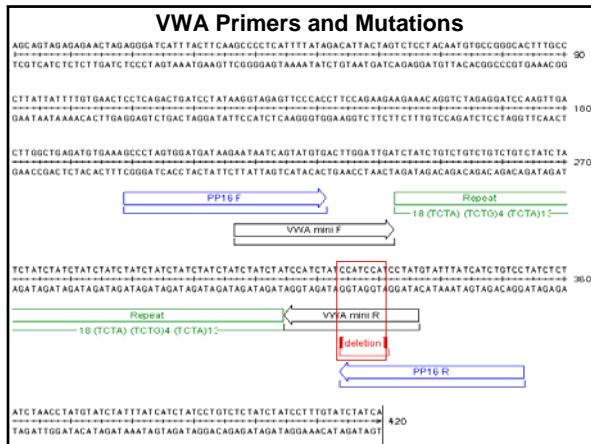 VWA Primers and Mutations
AGCAGTAGAGAGAACTAGAGGGATCATTTACTTCAAGCCCCTCATTTTATAGACATTACTAGTCTCCTACAATGTGCCGGGCACTTTGCC
90
TCGTCATCTCTCTTGATCTCCCTAGTAAATGAAGTTCGGGGAGTAAAATATCTGTAATGATCAGAGGATGTTACACGGCCCGTGAAACGG
CTTATTATTTTGTGAACTCCTCAGACTGATCCTATAAGGTAGAGTTCCCACCTTCCAGAAGAAGAAACAGGTCTAGAGGATCCAAGTTGA
180
GAATAATAAAACACTTGAGGAGTCTGACTAGGATATTCCATCTCAAGGGTGGAAGGTCTTCTTCTTTGTCCAGATCTCCTAGGTTCAACT
CTTGGCTGAGATGTGAAAGCCCTAGTGGATGATAAGAATAATCAGTATGTGACTTGGATTGATCTATCTGTCTGTCTGTCTGTCTATCTA
270
GAACCGACTCTACACTTTCGGGATCACCTACTATTCTTATTAGTCATACACTGAACCTAACTAGATAGACAGACAGACAGACAGATAGAT
PP16 F
Repeat
18 (TCTA) (TCTG)4 (TCTA)13
VWA mini F
TCTATCTATCTATCTATCTATCTATCTATCTATCTATCTATCTATCCATCTATCCATCCATCCTATGTATTTATCATCTGTCCTATCTCT
360
AGATAGATAGATAGATAGATAGATAGATAGATAGATAGATAGATAGGTAGATAGGTAGGTAGGATACATAAATAGTAGACAGGATAGAGA
Repeat
VWA mini R
18 (TCTA) (TCTG)4 (TCTA)13
deletion
PP16 R
ATCTAACCTATGTATCTATTTATCATCTATCCTGTCTCTATCTATCCTTTGTATCTATCA
420
TAGATTGGATACATAGATAAATAGTAGATAGGACAGAGATAGATAGGAAACATAGATAGT